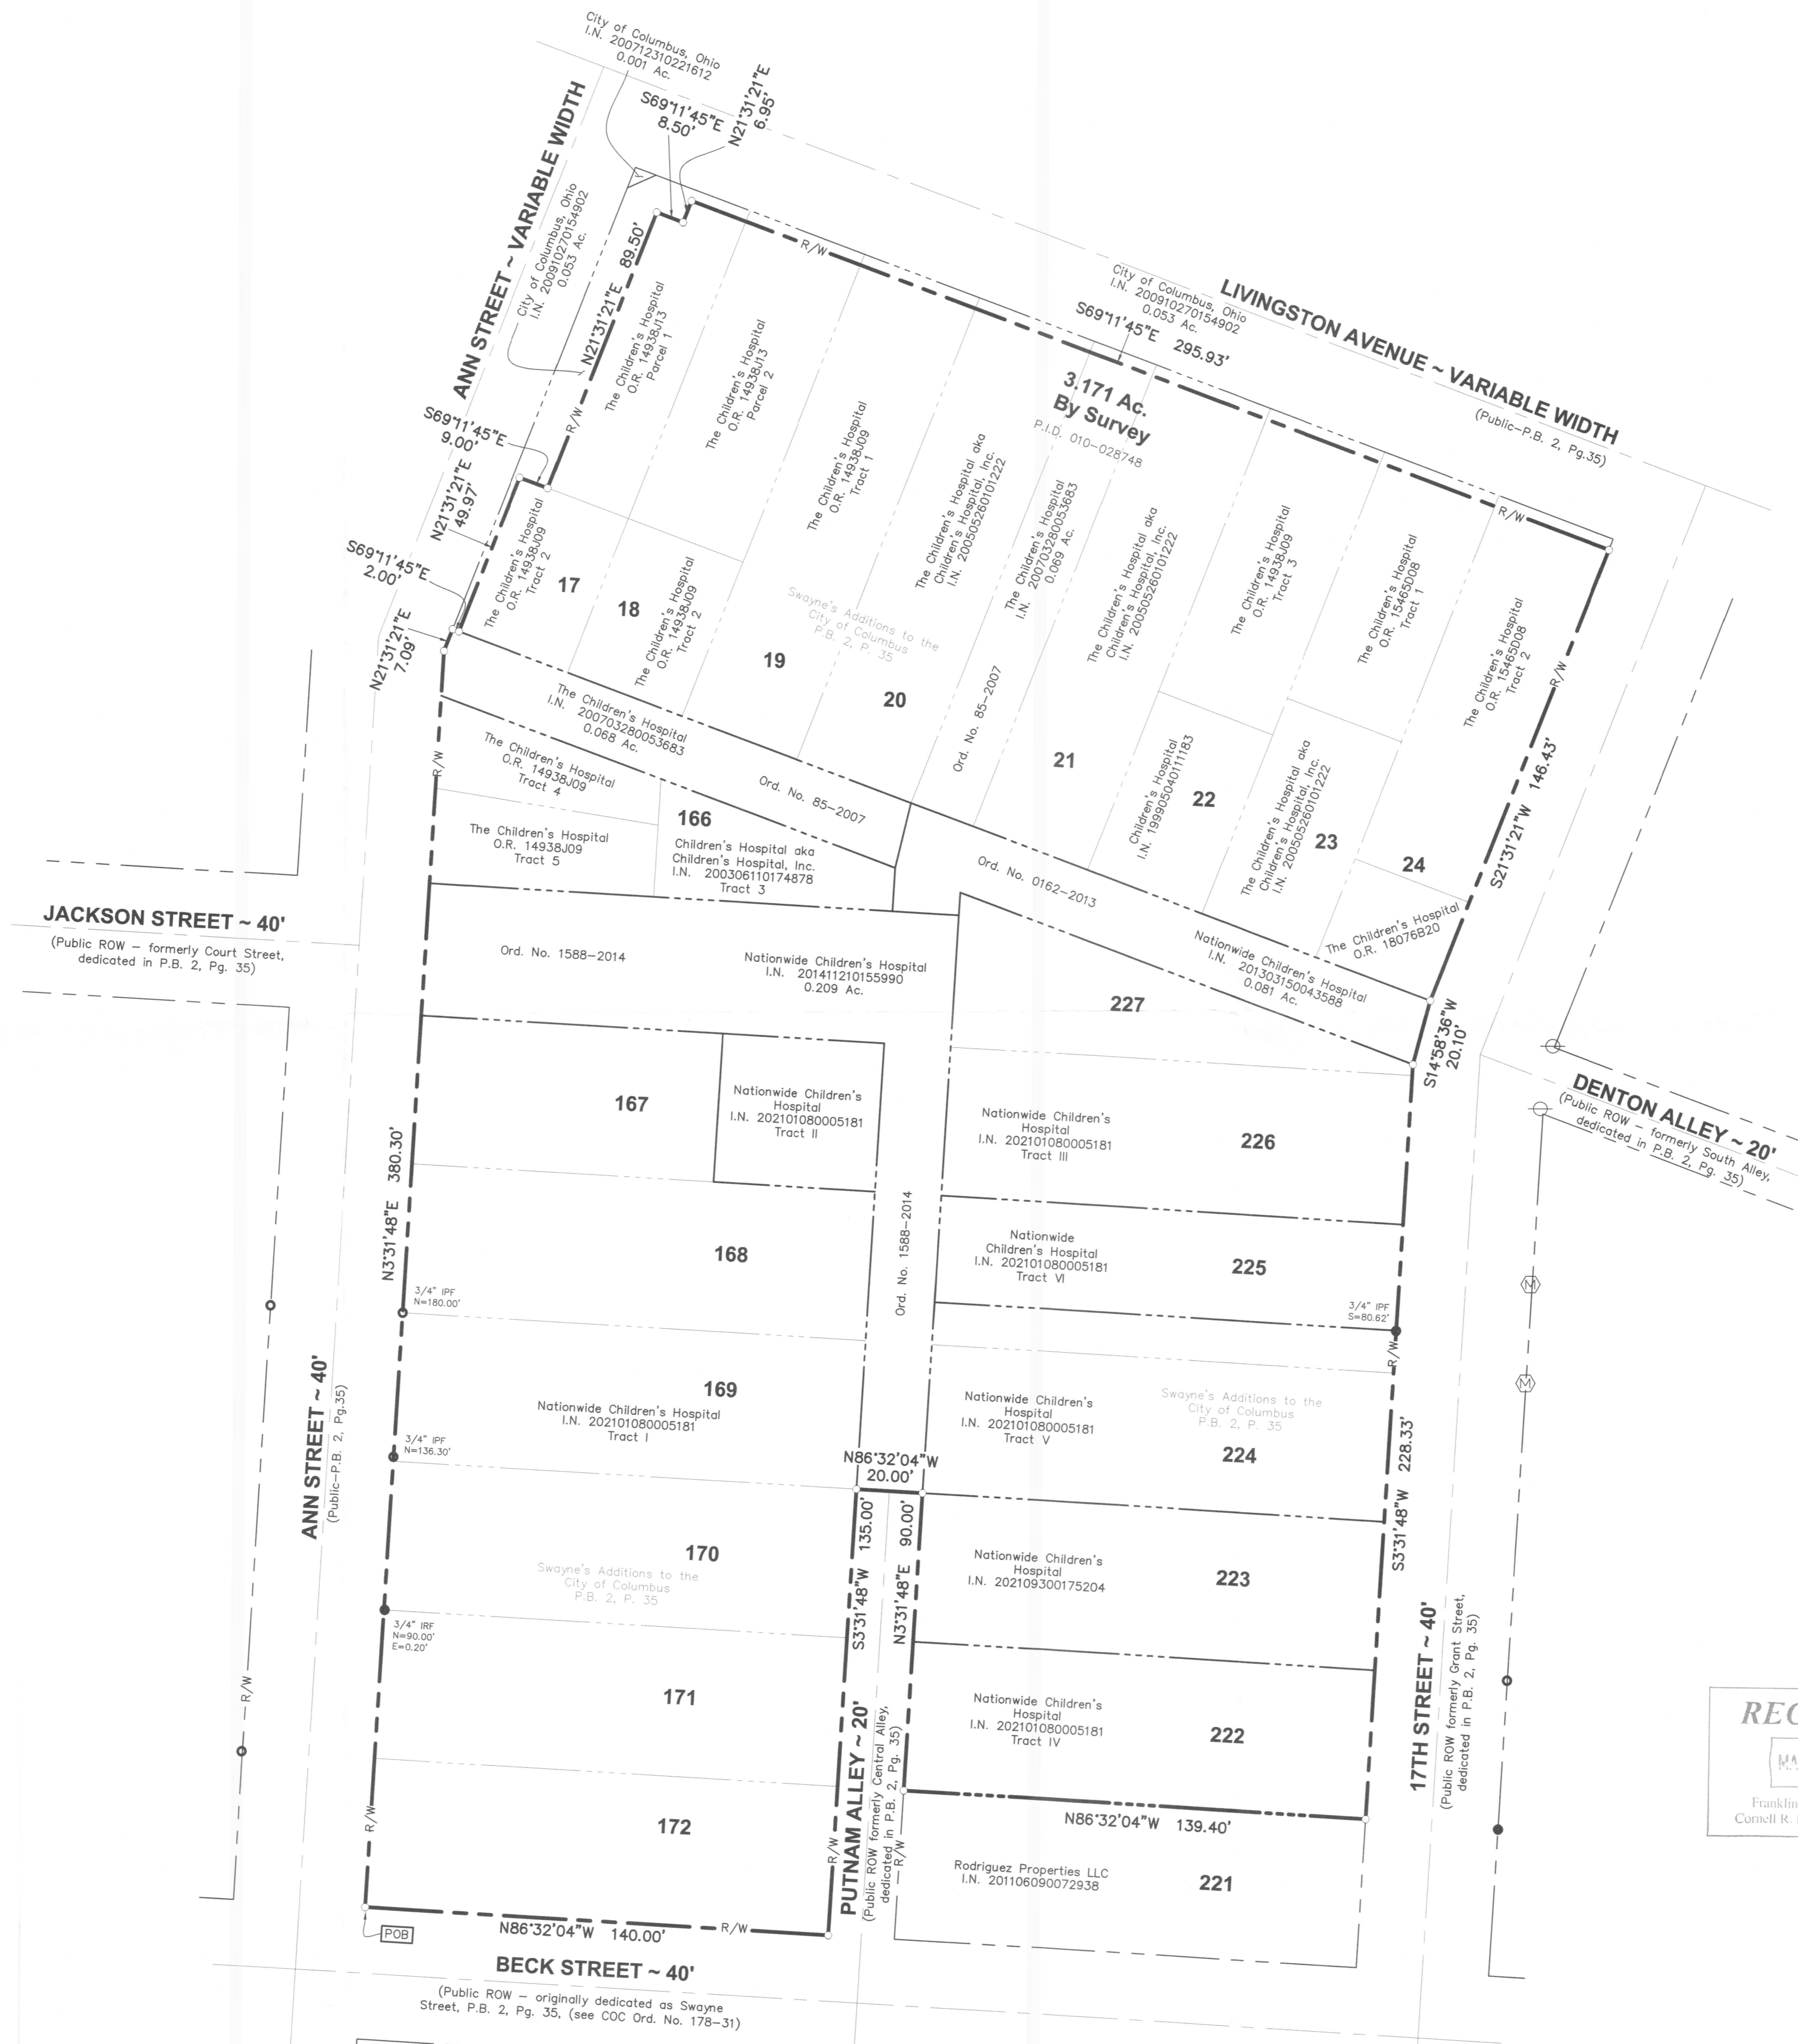 City of Columbus, Ohio
I.N. 200712310221612
0.001 Ac.
S69°11'45"E
8.50'
N21°31'21"E
6.95'
ANN STREET ~ VARIABLE WIDTH
City of Columbus, Ohio
I.N. 200910270154902
0.053 Ac.
N21°31'21"E 89.50'
R/W
R/W
City of Columbus, Ohio
I.N. 200910270154902
0.053 Ac.
LIVINGSTON AVENUE ~ VARIABLE WIDTH
(Public-P.B. 2, Pg.35)
S69°11'45"E 295.93'
3.171 Ac.
By Survey
P.I.D. 010-028748
R/W
S69°11'45"E
9.00'
N21°31'21"E
49.97'
S69°11'45"E
2.00'
N21°31'21"E
7.09'
The Children's Hospital
O.R. 14938J13
Parcel 1
The Children's Hospital
O.R. 14938J13
Parcel 2
The Children's Hospital
O.R. 14938J09
Tract 1
The Children's Hospital aka
Children's Hospital, Inc.
I.N. 200505260101222
The Children's Hospital
I.N. 200703280053683
0.069 Ac.
The Children's Hospital aka
Children's Hospital, Inc.
I.N. 200505260101222
The Children's Hospital
O.R. 14938J09
Tract 3
The Children's Hospital
O.R. 15465D08
Tract 1
The Children's Hospital
O.R. 15465D08
Tract 2
R/W
S21°31'21"W 146.43'
The Children's Hospital
O.R. 14938J09
Tract 2
17
18
The Children's Hospital
O.R. 14938J09
Tract 2
Swayne's Additions to the
City of Columbus
P.B. 2, P. 35
19
20
Ord. No. 85-2007
21
Children's Hospital
I.N. 199905040111183
22
The Children's Hospital aka
Children's Hospital, Inc.
I.N. 200505260101222
23
24
The Children's Hospital
O.R. 18076B20
The Children's Hospital
I.N. 200703280053683
0.068 Ac.
Ord. No. 85-2007
Ord. No. 0162-2013
Nationwide Children's Hospital
I.N. 201303150043588
0.081 Ac.
R/W
The Children's Hospital
O.R. 14938J09
Tract 4
The Children's Hospital
O.R. 14938J09
Tract 5
166
Children's Hospital aka
Children's Hospital, Inc.
I.N. 200306110174878
Tract 3
JACKSON STREET ~ 40'
(Public ROW - formerly Court Street,
dedicated in P.B. 2, Pg. 35)
Ord. No. 1588-2014
Nationwide Children's Hospital
I.N. 201411210155990
0.209 Ac.
227
S14°58'36"W
20.10'
DENTON ALLEY ~ 20'
(Public ROW - formerly South Alley,
dedicated in P.B. 2, Pg. 35)
167
Nationwide Children's
Hospital
I.N. 202101080005181
Tract II
Nationwide Children's
Hospital
I.N. 202101080005181
Tract III
226
N3°31'48"E 380.30'
168
Ord. No. 1588-2014
Nationwide
Children's Hospital
I.N. 202101080005181
Tract VI
225
3/4" IPF
N=180.00'
3/4" IPF
S=80.62'
R/W
M
M
169
Nationwide Children's Hospital
I.N. 202101080005181
Tract I
3/4" IPF
N=136.30'
ANN STREET ~ 40'
(Public-P.B. 2, Pg.35)
Nationwide Children's
Hospital
I.N. 202101080005181
Tract V
Swayne's Additions to the
City of Columbus
P.B. 2, P. 35
224
N86°32'04"W
20.00'
S3°31'48"W 228.33'
170
Swayne's Additions to the
City of Columbus
P.B. 2, P. 35
S3°31'48"W 135.00'
N3°31'48"E 90.00'
Nationwide Children's
Hospital
I.N. 202109300175204
223
3/4" IRF
N=90.00'
E=0.20'
R/W
171
Nationwide Children's
Hospital
I.N. 202101080005181
Tract IV
222
17TH STREET ~ 40'
(Public ROW formerly Grant Street,
dedicated in P.B. 2, Pg. 35)
PUTNAM ALLEY ~ 20'
(Public ROW formerly Central Alley,
dedicated in P.B. 2, Pg. 35)
R/W
172
R/W
R/W
N86°32'04"W 139.40'
Rodriguez Properties LLC
I.N. 201106090072938
221
POB
N86°32'04"W 140.00'
R/W
BECK STREET ~ 40'
(Public ROW - originally dedicated as Swayne
Street, P.B. 2, Pg. 35, (see COC Ord. No. 178-31)
REC
Franklin
Cornell R.